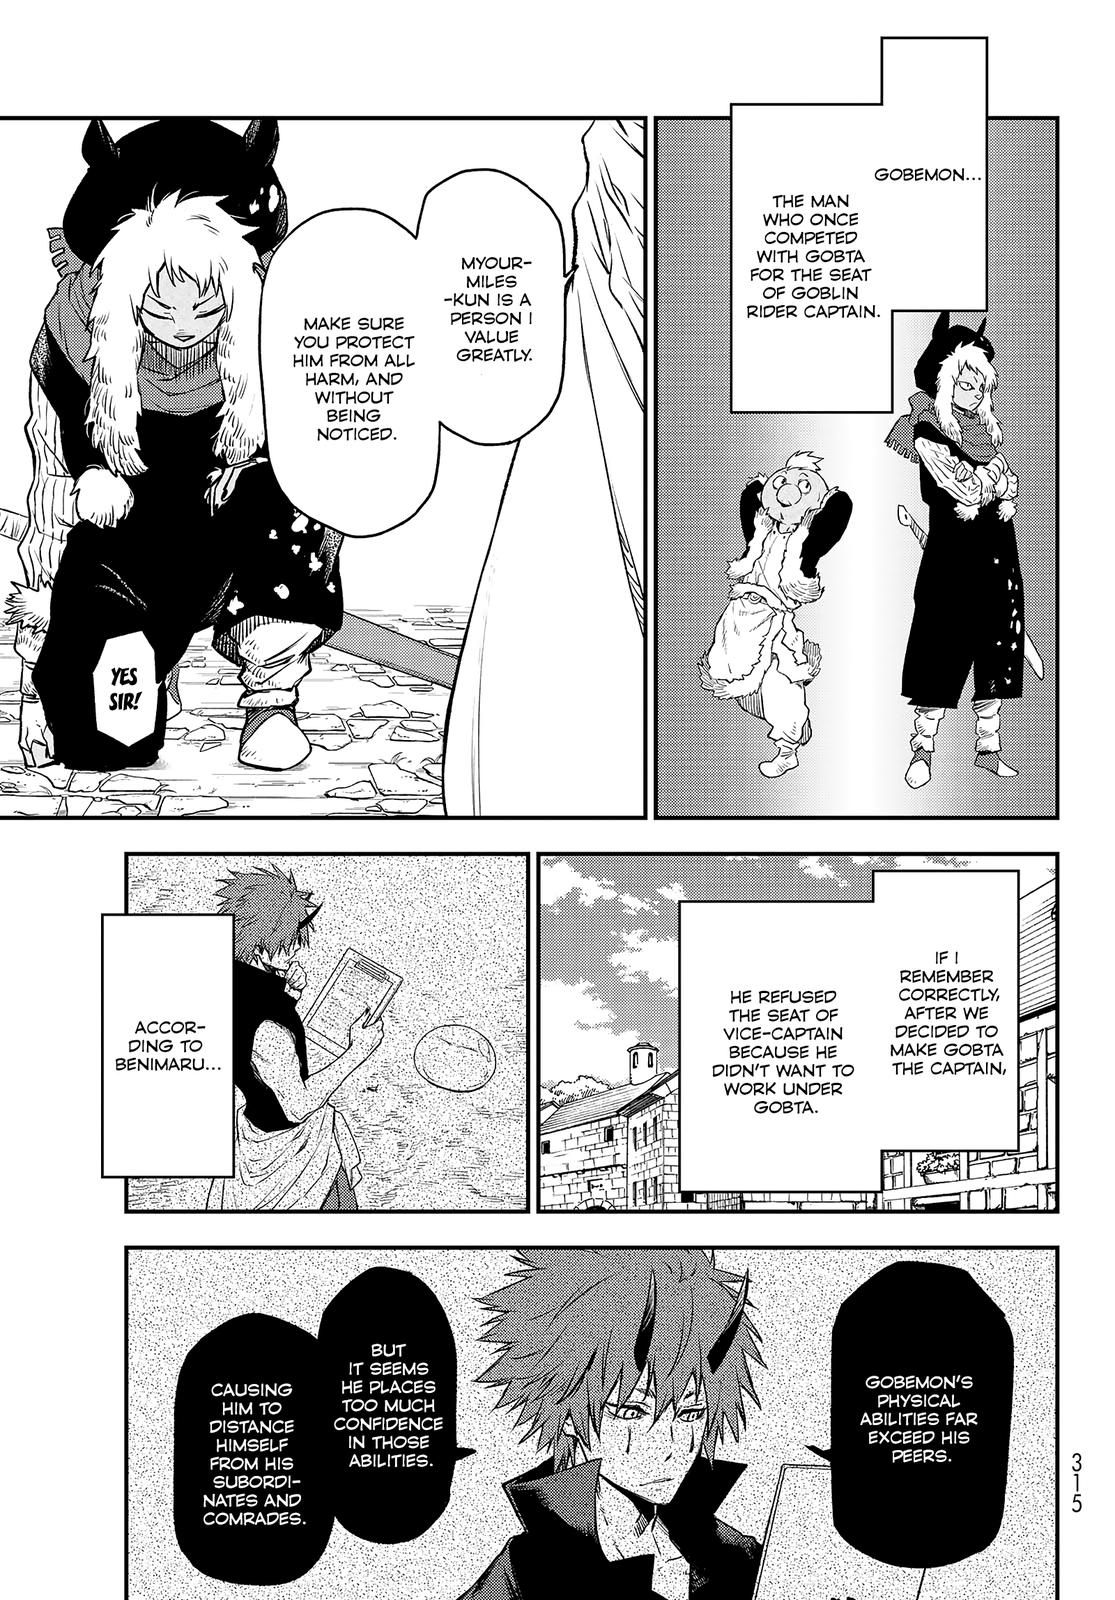 GOBEMON...
THE MAN
WHO ONCE
COMPETED
WITH GOBTA
FOR THE SEAT
OF GOBLIN
RIDER CAPTAIN.
MYOUR-
MILES
-KUN IS A
PERSON I
VALUE
GREATLY.
MAKE SURE
YOU PROTECT
HIM FROM ALL
HARM, AND
WITHOUT
BEING
NOTICED.
YES
SIR!
IF I
REMEMBER
CORRECTLY,
AFTER WE
DECIDED TO
MAKE GOBTA
THE CAPTAIN,
HE REFUSED
THE SEAT OF
VICE-CAPTAIN
BECAUSE HE
DIDN'T WANT TO
WORK UNDER
GOBTA.
ACCOR-
DING TO
BENIMARU...
GOBEMON'S
PHYSICAL
ABILITIES FAR
EXCEED HIS
PEERS.
BUT
IT SEEMS
HE PLACES
TOO MUCH
CONFIDENCE
IN THOSE
ABILITIES.
CAUSING
HIM TO
DISTANCE
HIMSELF
FROM HIS
SUBORDI-
NATES AND
COMRADES.
315